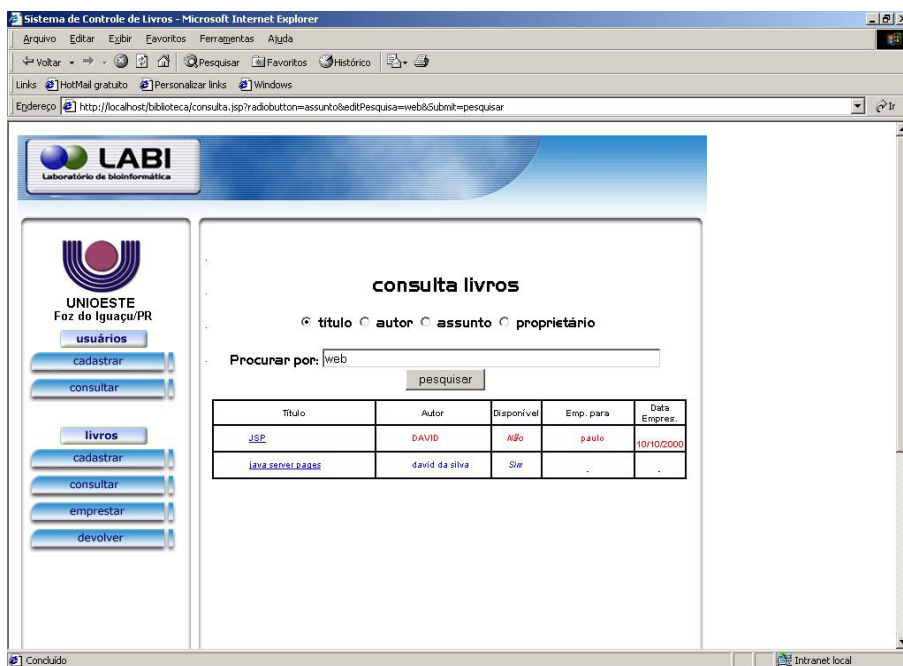 Sistema de Controle de Livros - Microsoft Internet Explorer
Arquivo Editar Exibir Favoritos Ferramentas Ajuda
Voltar Pesquisar Favoritos Histórico
Links HotMail gratuito Personalizar links Windows
Endereço http://localhost/biblioteca/consulta.jsp?radiobutton=assunto&editPesquisa=web&Submit=pesquisar Ir
LABI
Laboratório de bioinformática
UNIOESTE
Foz do Iguaçu/PR
usuários
cadastrar
consultar
livros
cadastrar
consultar
emprestar
devolver
consulta livros
título autor assunto proprietário
Procurar por: web
pesquisar
Título Autor Disponível Emp. para Data Empres.
JSP DAVID Não paulo 10/10/2000
java server pages david da silva Sim - -
Concluído Intranet local